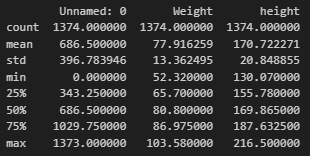 Unnamed: 0 Weight height
count 1374.000000 1374.000000 1374.000000
mean 686.500000 77.916259 170.722271
std 396.783946 13.362495 20.848855
min 0.000000 52.320000 130.070000
25% 343.250000 65.700000 155.780000
50% 686.500000 80.800000 169.865000
75% 1029.750000 86.975000 187.632500
max 1373.000000 103.580000 216.500000